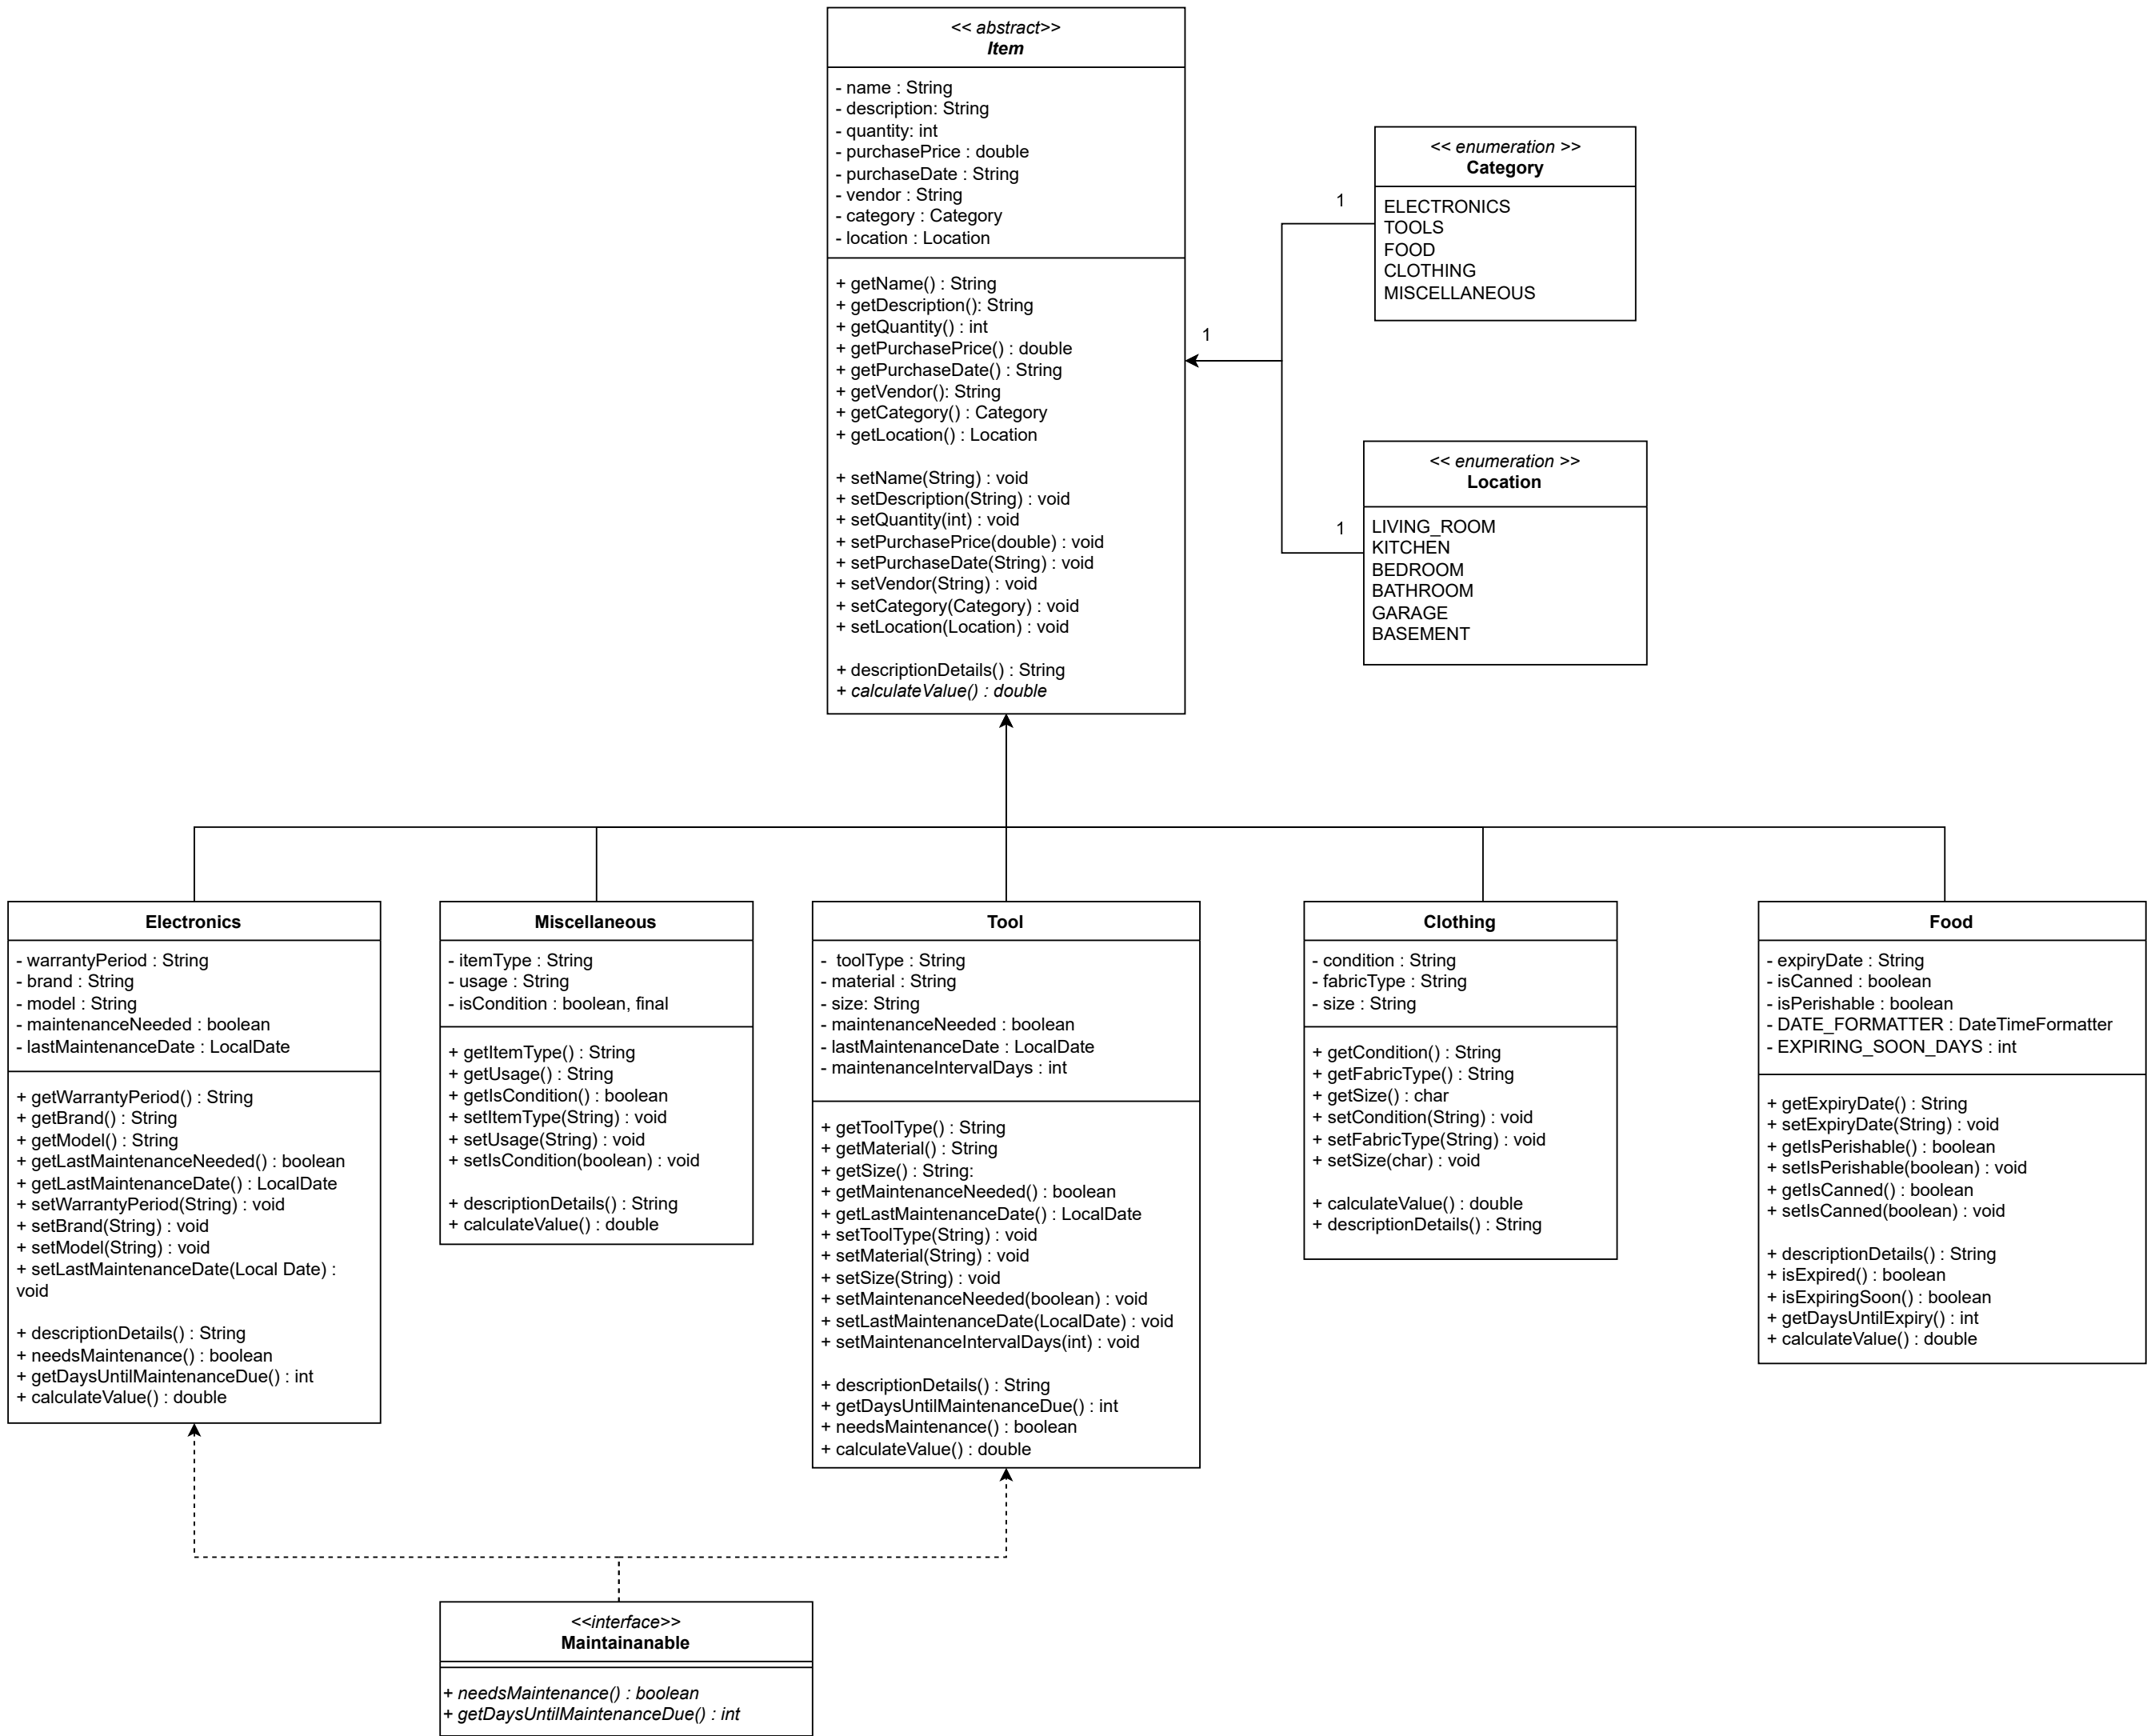 << abstract>>
Item
- name : String
- description: String
- quantity: int
- purchasePrice : double
- purchaseDate : String
- vendor : String
- category : Category
- location : Location
+ getName() : String
+ getDescription(): String
+ getQuantity() : int
+ getPurchasePrice() : double
+ getPurchaseDate() : String
+ getVendor(): String
+ getCategory() : Category
+ getLocation() : Location
+ setName(String) : void
+ setDescription(String) : void
+ setQuantity(int) : void
+ setPurchasePrice(double) : void
+ setPurchaseDate(String) : void
+ setVendor(String) : void
+ setCategory(Category) : void
+ setLocation(Location) : void
+ descriptionDetails() : String
+ calculateValue() : double
1
1
1
<< enumeration >>
Category
ELECTRONICS
TOOLS
FOOD
CLOTHING
MISCELLANEOUS
<< enumeration >>
Location
LIVING_ROOM
KITCHEN
BEDROOM
BATHROOM
GARAGE
BASEMENT
Electronics
- warrantyPeriod : String
- brand : String
- model : String
- maintenanceNeeded : boolean
- lastMaintenanceDate : LocalDate
+ getWarrantyPeriod() : String
+ getBrand() : String
+ getModel() : String
+ getLastMaintenanceNeeded() : boolean
+ getLastMaintenanceDate() : LocalDate
+ setWarrantyPeriod(String) : void
+ setBrand(String) : void
+ setModel(String) : void
+ setLastMaintenanceDate(Local Date) :
void
+ descriptionDetails() : String
+ needsMaintenance() : boolean
+ getDaysUntilMaintenanceDue() : int
+ calculateValue() : double
Miscellaneous
- itemType : String
- usage : String
- isCondition : boolean, final
+ getItemType() : String
+ getUsage() : String
+ getIsCondition() : boolean
+ setItemType(String) : void
+ setUsage(String) : void
+ setIsCondition(boolean) : void
+ descriptionDetails() : String
+ calculateValue() : double
Tool
- toolType : String
- material : String
- size: String
- maintenanceNeeded : boolean
- lastMaintenanceDate : LocalDate
- maintenanceIntervalDays : int
+ getToolType() : String
+ getMaterial() : String
+ getSize() : String:
+ getMaintenanceNeeded() : boolean
+ getLastMaintenanceDate() : LocalDate
+ setToolType(String) : void
+ setMaterial(String) : void
+ setSize(String) : void
+ setMaintenanceNeeded(boolean) : void
+ setLastMaintenanceDate(LocalDate) : void
+ setMaintenanceIntervalDays(int) : void
+ descriptionDetails() : String
+ getDaysUntilMaintenanceDue() : int
+ needsMaintenance() : boolean
+ calculateValue() : double
Clothing
- condition : String
- fabricType : String
- size : String
+ getCondition() : String
+ getFabricType() : String
+ getSize() : char
+ setCondition(String) : void
+ setFabricType(String) : void
+ setSize(char) : void
+ calculateValue() : double
+ descriptionDetails() : String
Food
- expiryDate : String
- isCanned : boolean
- isPerishable : boolean
- DATE_FORMATTER : DateTimeFormatter
- EXPIRING_SOON_DAYS : int
+ getExpiryDate() : String
+ setExpiryDate(String) : void
+ getIsPerishable() : boolean
+ setIsPerishable(boolean) : void
+ getIsCanned() : boolean
+ setIsCanned(boolean) : void
+ descriptionDetails() : String
+ isExpired() : boolean
+ isExpiringSoon() : boolean
+ getDaysUntilExpiry() : int
+ calculateValue() : double
<<interface>>
Maintainanable
+ needsMaintenance() : boolean
+ getDaysUntilMaintenanceDue() : int